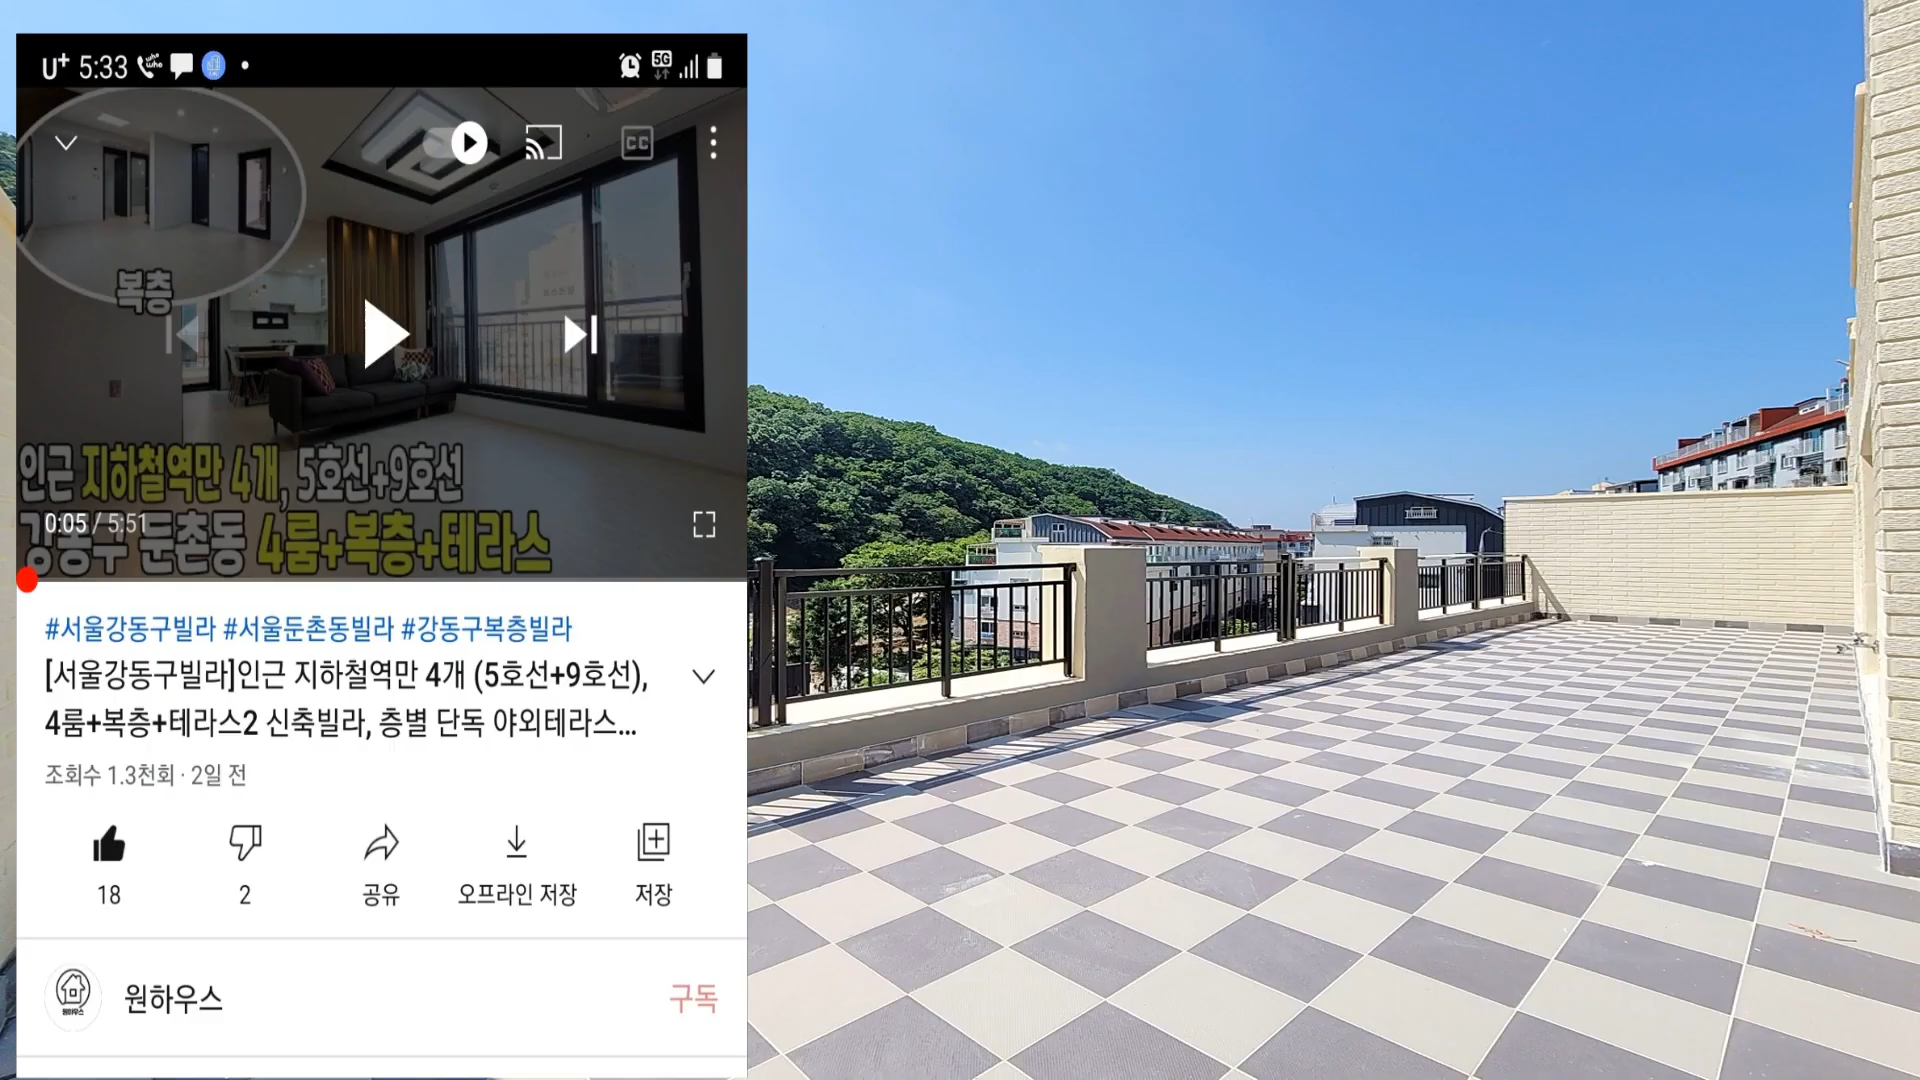 U+ 5:33
5G
CC
복층
인근 지하철역만 4개, 5호선+9호선
0:05 / 5:51
강동구 둔촌동 4룸+복층+테라스
#서울강동구빌라 #서울둔촌동빌라 #강동구복층빌라
[서울강동구빌라]인근 지하철역만 4개 (5호선+9호선),
4룸+복층+테라스2 신축빌라, 층별 단독 야외테라스...
조회수 1.3천회 · 2일 전
18
2
공유
오프라인 저장
저장
원하우스
원하우스
구독